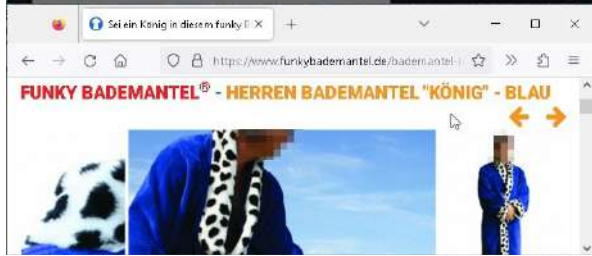 Sei ein König in diesem funky B
https://www.funkybademantel.de/bademantel-
FUNKY BADEMANTEL® - HERREN BADEMANTEL "KÖNIG" - BLAU